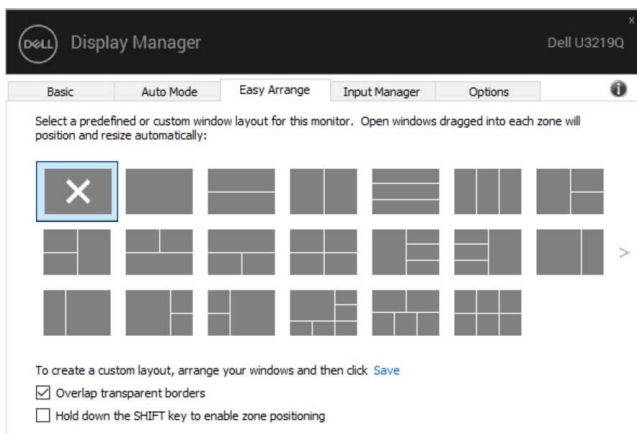 x
DELL Display Manager Dell U3219Q
Basic Auto Mode Easy Arrange Input Manager Options i
Select a predefined or custom window layout for this monitor. Open windows dragged into each zone will
position and resize automatically:
>
To create a custom layout, arrange your windows and then click Save
Overlap transparent borders
Hold down the SHIFT key to enable zone positioning